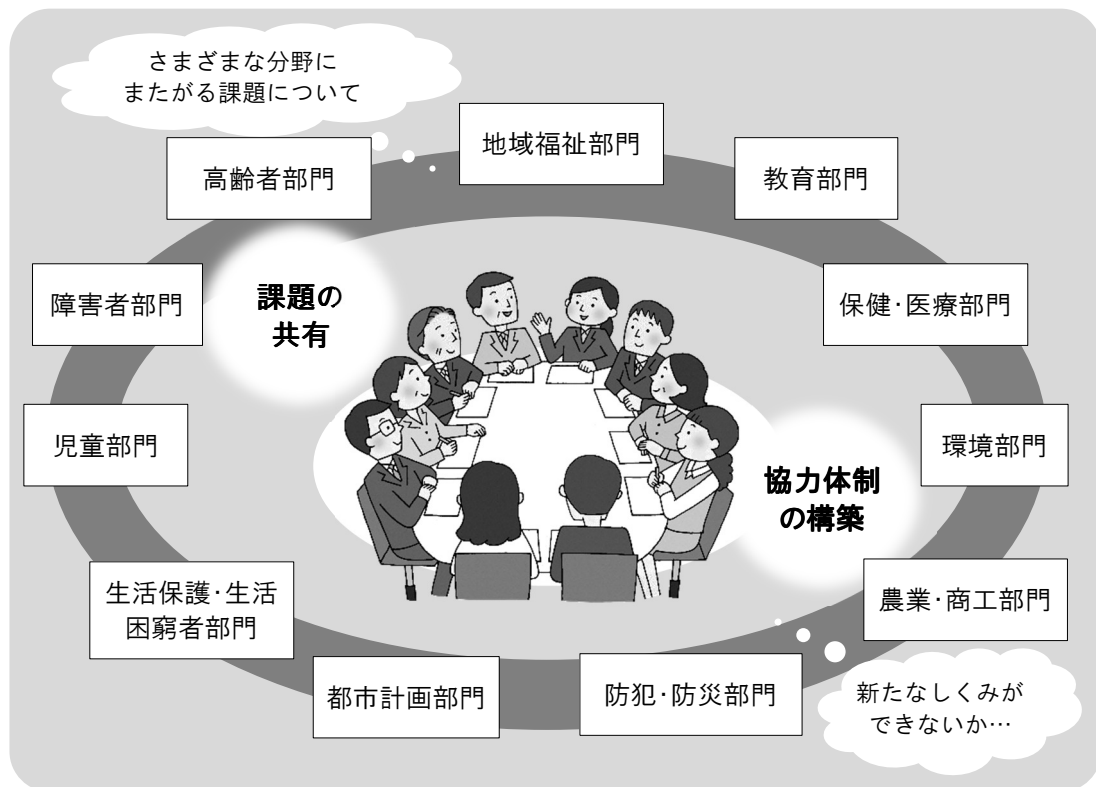 さまざまな分野に
またがる課題について
地域福祉部門
高齢者部門
教育部門
障害者部門
課題の
共有
保健・医療部門
児童部門
環境部門
協力体制
の構築
生活保護・生活
困窮者部門
農業・商工部門
都市計画部門
防犯・防災部門
新たなしくみが
できないか…